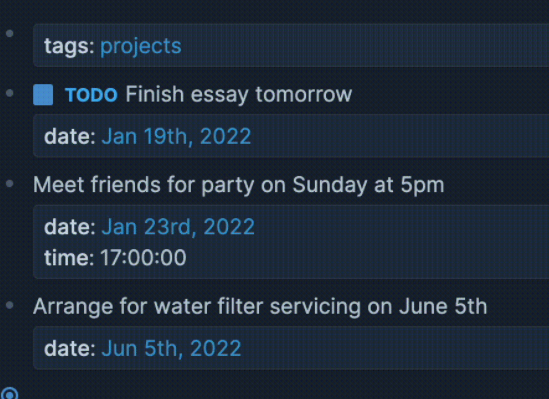 tags: projects
TODO Finish essay tomorrow
date: Jan 19th, 2022
Meet friends for party on Sunday at 5pm
date: Jan 23rd, 2022
time: 17:00:00
Arrange for water filter servicing on June 5th
date: Jun 5th, 2022